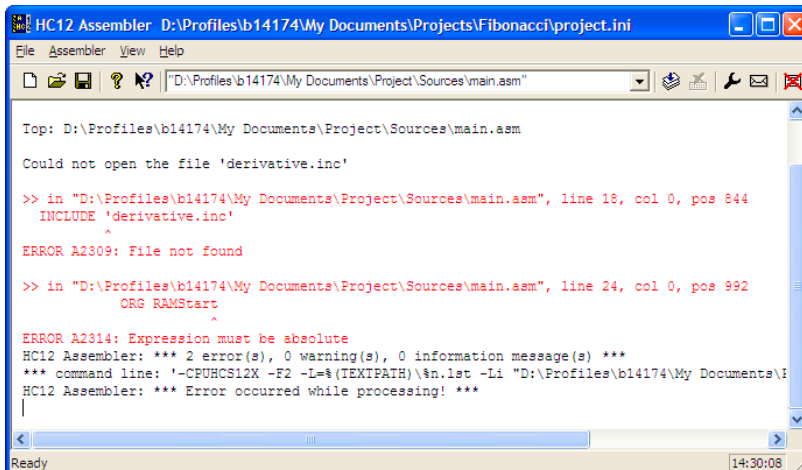 HC12 Assembler D:\Profiles\b14174\My Documents\Projects\Fibonacci\project.ini
File Assembler View Help
"D:\Profiles\b14174\My Documents\Project\Sources\main.asm"
Top: D:\Profiles\b14174\My Documents\Project\Sources\main.asm
Could not open the file 'derivative.inc'
>> in "D:\Profiles\b14174\My Documents\Project\Sources\main.asm", line 18, col 0, pos 844
INCLUDE 'derivative.inc'
^
ERROR A2309: File not found
>> in "D:\Profiles\b14174\My Documents\Project\Sources\main.asm", line 24, col 0, pos 992
ORG RAMStart
^
ERROR A2314: Expression must be absolute
HC12 Assembler: *** 2 error(s), 0 warning(s), 0 information message(s) ***
*** command line: '-CPUHCS12X -F2 -L=%(TEXTPATH)\%n.lst -Li "D:\Profiles\b14174\My Documents\
HC12 Assembler: *** Error occurred while processing! ***
Ready
14:30:08